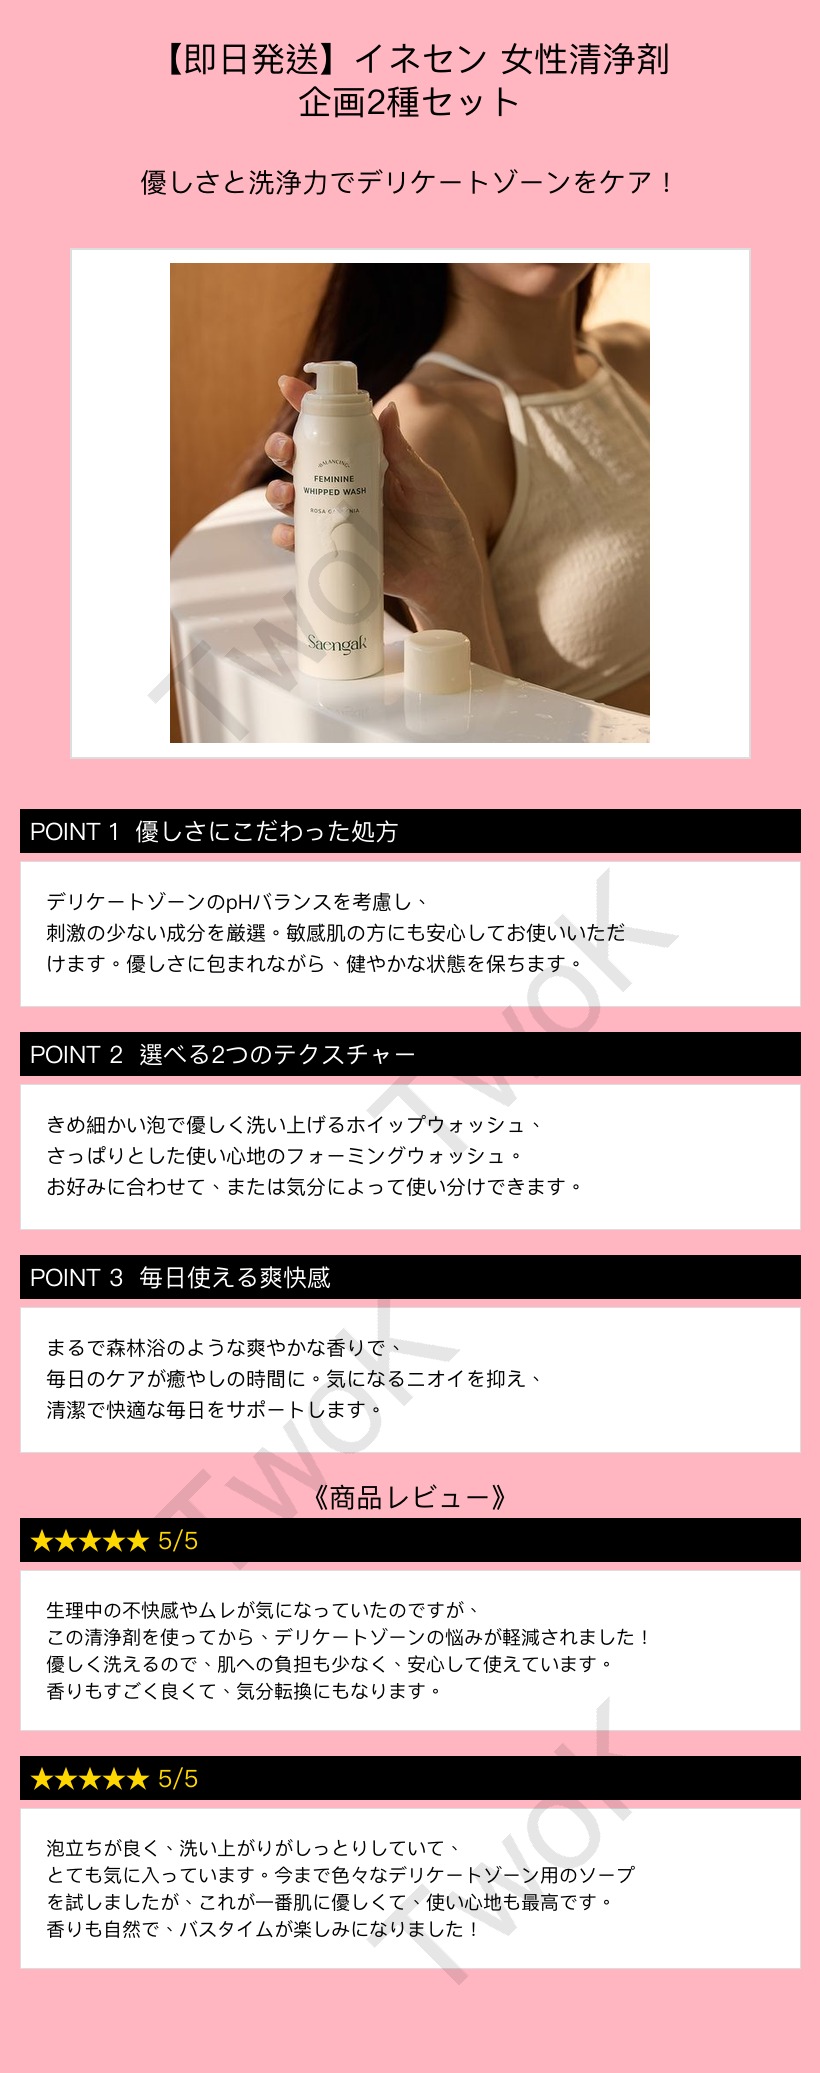 【即日発送】イネセン 女性清浄剤
企画2種セット
優しさと洗浄力でデリケートゾーンをケア！
BALANCING
FEMININE
WHIPPED WASH
Saengak
POINT 1 優しさにこだわった処方
デリケートゾーンのpHバランスを考慮し、
刺激の少ない成分を厳選。敏感肌の方にも安心してお使いいただ
けます。優しさに包まれながら、健やかな状態を保ちます。
POINT 2 選べる2つのテクスチャー
きめ細かい泡で優しく洗い上げるホイップウォッシュ、
さっぱりとした使い心地のフォーミングウォッシュ。
お好みに合わせて、または気分によって使い分けできます。
POINT 3 毎日使える爽快感
まるで森林浴のような爽やかな香りで、
毎日のケアが癒やしの時間に。気になるニオイを抑え、
清潔で快適な毎日をサポートします。
《商品レビュー》
★★★★★ 5/5
生理中の不快感やムレが気になっていたのですが、
この清浄剤を使ってから、デリケートゾーンの悩みが軽減されました！
優しく洗えるので、肌への負担も少なく、安心して使えています。
香りもすごく良くて、気分転換にもなります。
★★★★★ 5/5
泡立ちが良く、洗い上がりがしっとりしていて、
とても気に入っています。今まで色々なデリケートゾーン用のソープ
を試しましたが、これが一番肌に優しくて、使い心地も最高です。
香りも自然で、バスタイムが楽しみになりました！
TwoK
TwoK
TwoK
TwoK